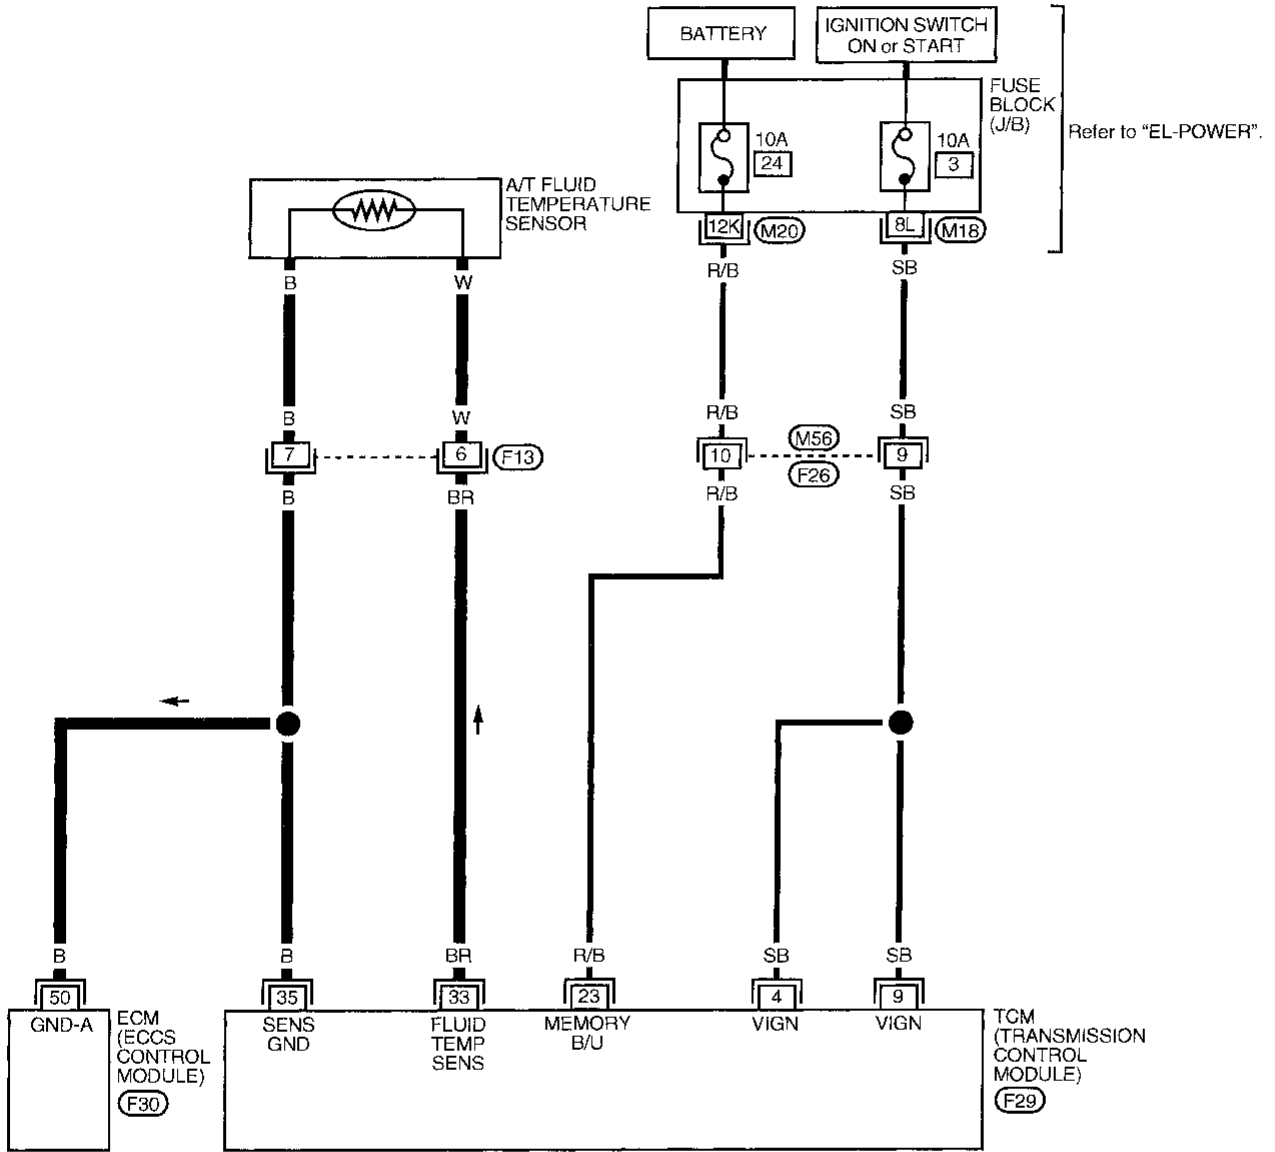 BATTERY
IGNITION SWITCH
ON or START
FUSE
BLOCK
(J/B)
Refer to “EL-POWER”.
10A
24
10A
3
A/T FLUID
TEMPERATURE
SENSOR
12K
M20
8L
M18
B
W
R/B
SB
B
W
R/B
SB
7
6
F13
10
M56
F26
9
B
BR
R/B
SB
B
B
BR
R/B
SB
SB
50
35
33
23
4
9
GND-A
ECM
(ECCS
CONTROL
MODULE)
F30
SENS
GND
FLUID
TEMP
SENS
MEMORY
B/U
VIGN
VIGN
TCM
(TRANSMISSION
CONTROL
MODULE)
F29